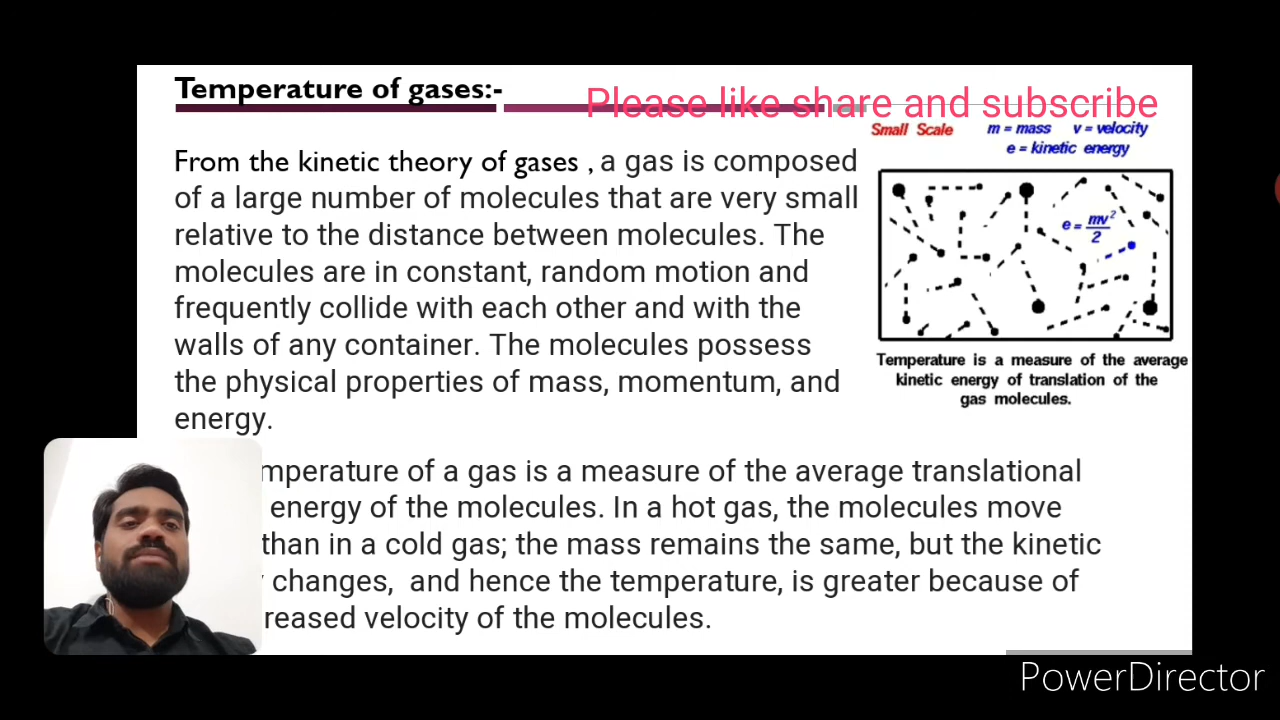 Temperature of gases:-
Please like share and subscribe
From the kinetic theory of gases , a gas is composed
of a large number of molecules that are very small
relative to the distance between molecules. The
molecules are in constant, random motion and
frequently collide with each other and with the
walls of any container. The molecules possess
the physical properties of mass, momentum, and
energy.
Small Scale m = mass v = velocity
e = kinetic energy
e = mv²/2
Temperature is a measure of the average
kinetic energy of translation of the
gas molecules.
mperature of a gas is a measure of the average translational
energy of the molecules. In a hot gas, the molecules move
than in a cold gas; the mass remains the same, but the kinetic
changes, and hence the temperature, is greater because of
reased velocity of the molecules.
PowerDirector